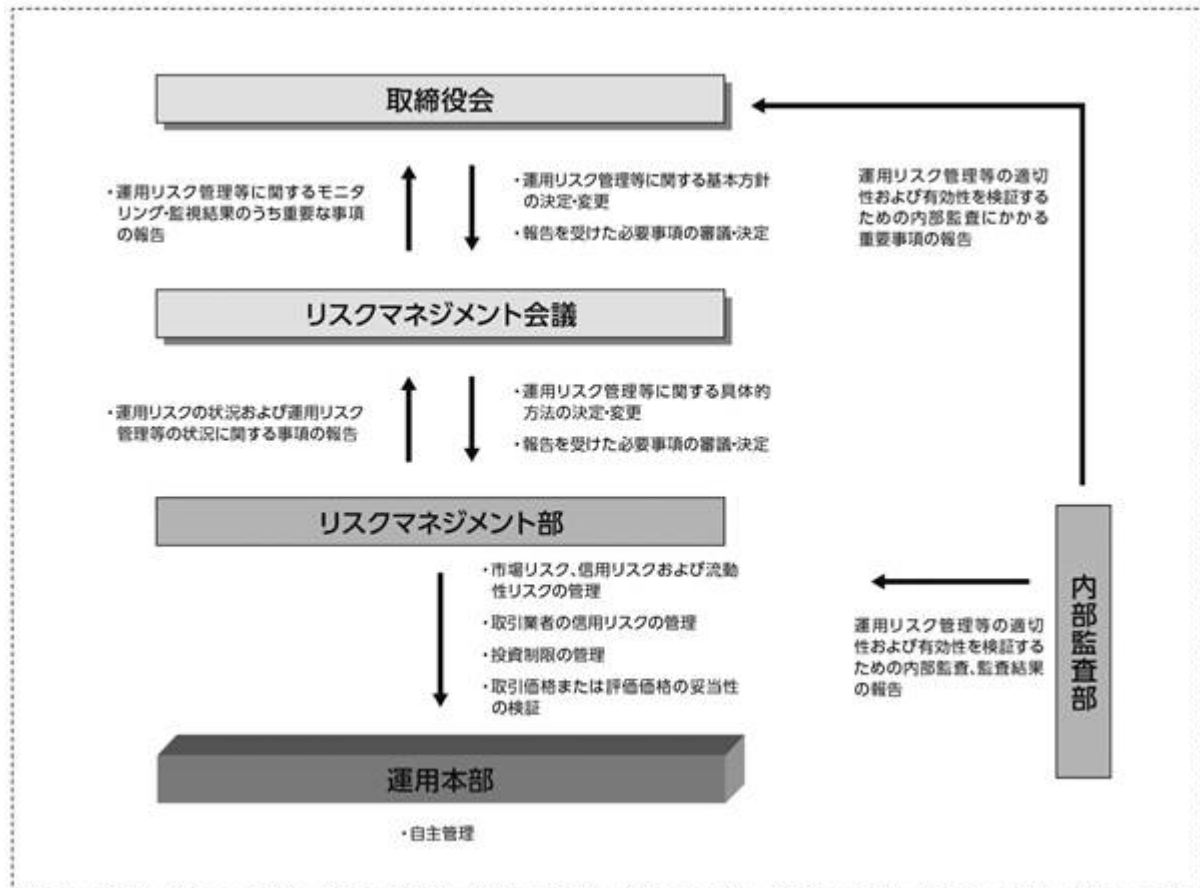 取締役会
・運用リスク管理等に関するモニタ
リング・監視結果のうち重要な事項
の報告
・運用リスク管理等に関する基本方針
の決定・変更
・報告を受けた必要事項の審議・決定
運用リスク管理等の適切
性および有効性を検証する
ための内部監査にかかる
重要事項の報告
リスクマネジメント会議
・運用リスクの状況および運用リスク
管理等の状況に関する事項の報告
・運用リスク管理等に関する具体的
方法の決定・変更
・報告を受けた必要事項の審議・決定
リスクマネジメント部
・市場リスク、信用リスクおよび流動
性リスクの管理
・取引業者の信用リスクの管理
・投資制限の管理
・取引価格または評価価格の妥当性
の検証
運用リスク管理等の適切
性および有効性を検証する
ための内部監査、監査結果
の報告
内部監査部
運用本部
・自主管理